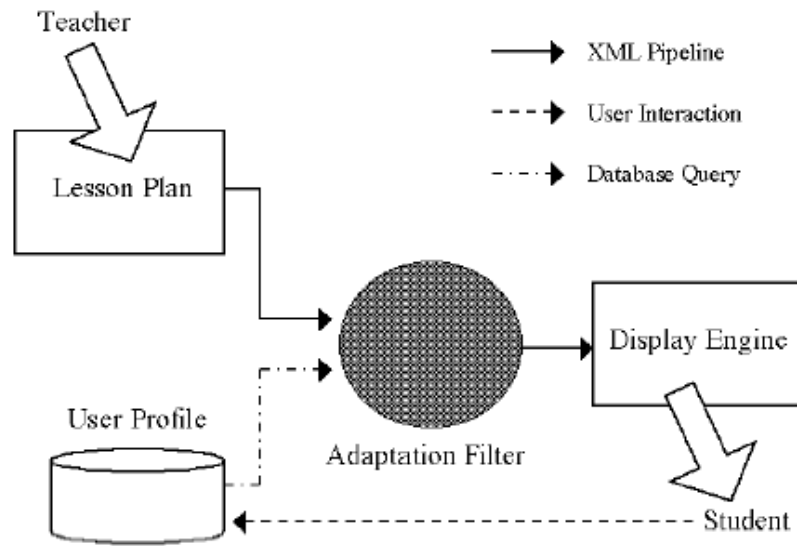 Teacher
XML Pipeline
User Interaction
Database Query
Lesson Plan
Display Engine
User Profile
Adaptation Filter
Student